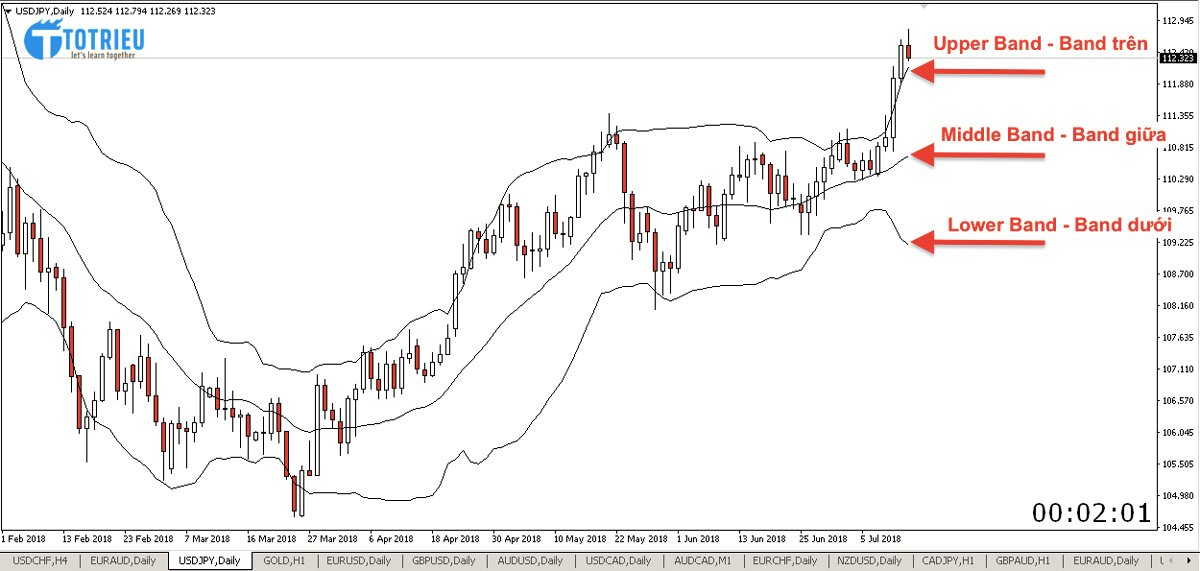 USDJPY,Daily 112.524 112.794 112.269 112.323
TOTRIEU
let's learn together
Upper Band - Band trên
Middle Band - Band giữa
Lower Band - Band dưới
112.945
112.323
111.880
111.355
110.815
110.290
109.765
109.225
108.700
108.160
107.635
107.110
106.570
106.045
105.505
104.980
104.455
00:02:01
1 Feb 2018
13 Feb 2018
23 Feb 2018
7 Mar 2018
16 Mar 2018
27 Mar 2018
6 Apr 2018
18 Apr 2018
30 Apr 2018
10 May 2018
22 May 2018
1 Jun 2018
13 Jun 2018
25 Jun 2018
5 Jul 2018
USDCHF,H4
EURAUD,Daily
USDJPY,Daily
GOLD,H1
EURUSD,Daily
GBPUSD,Daily
AUDUSD,Daily
USDCAD,Daily
AUDCAD,M1
EURCHF,Daily
NZDUSD,Daily
CADJPY,H1
GBPAUD,H1
EURAUD,Daily